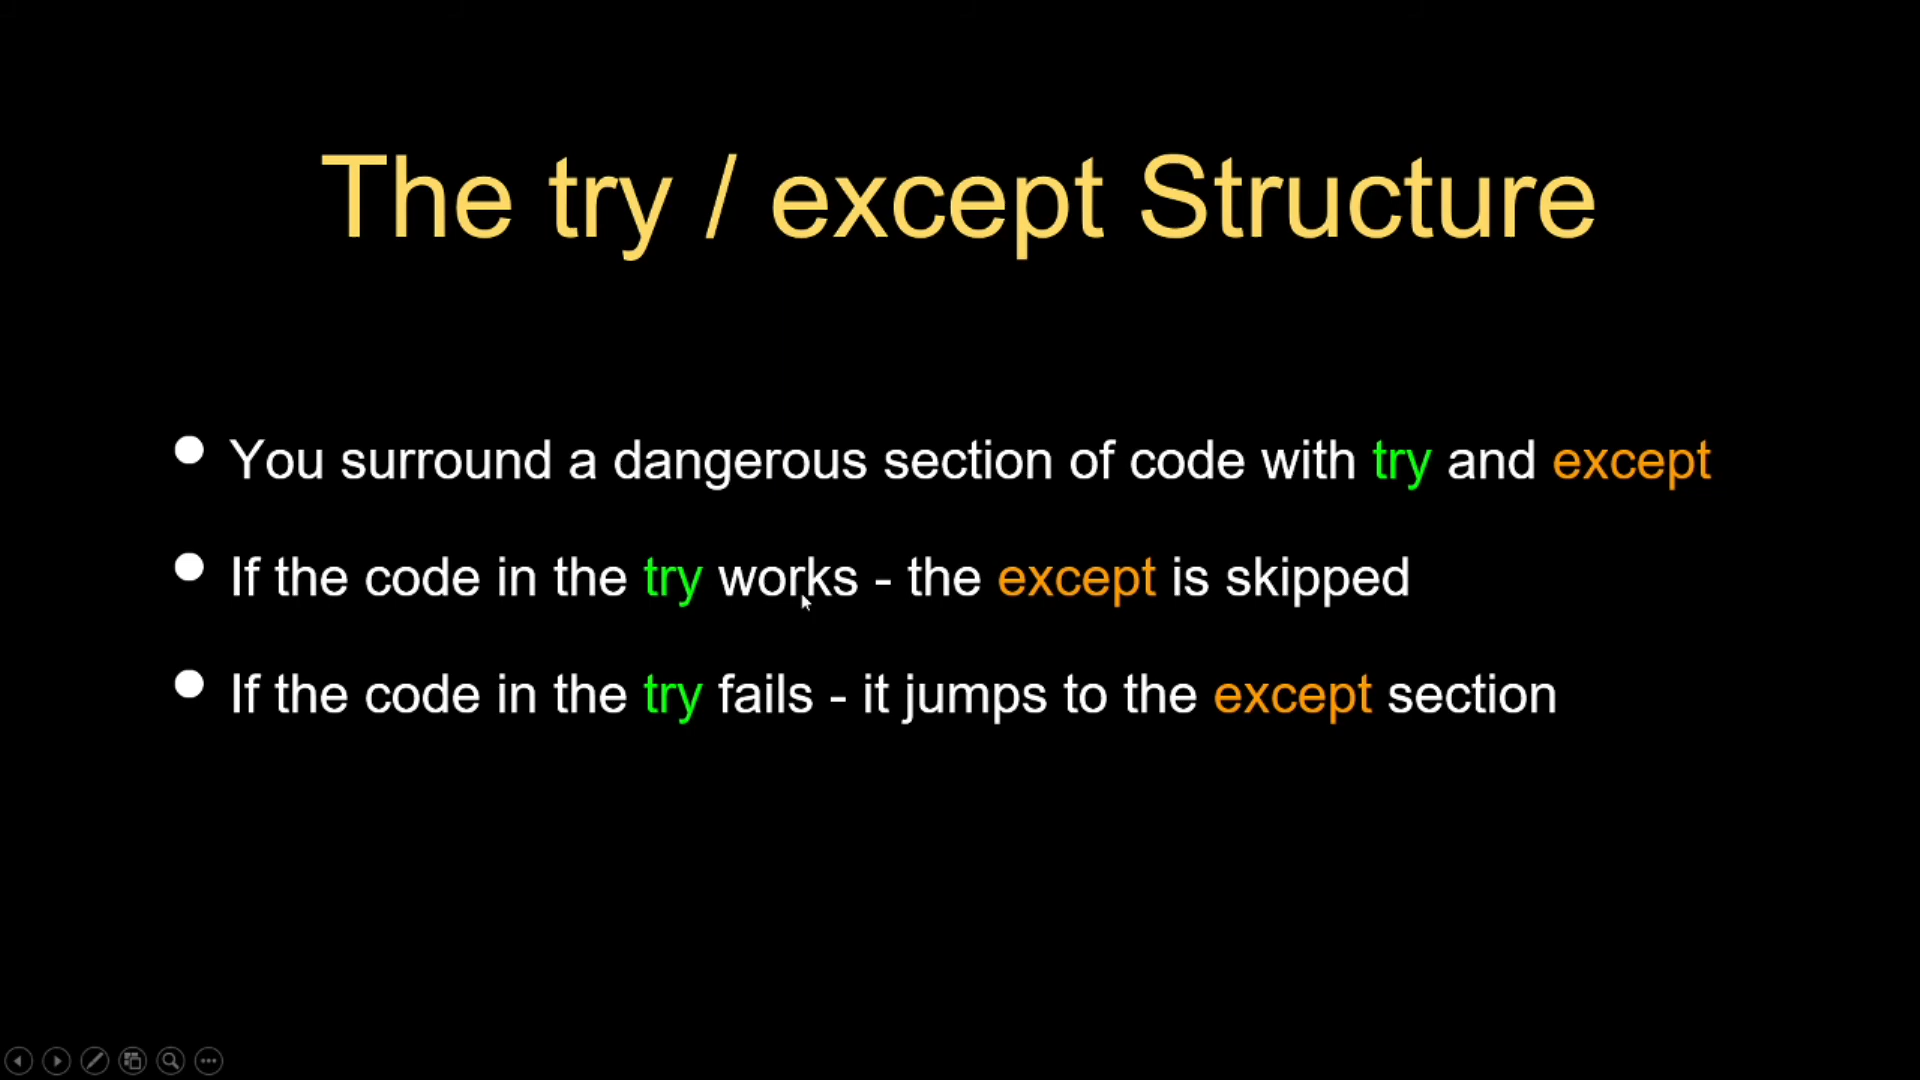 The try / except Structure
• You surround a dangerous section of code with try and except
• If the code in the try works - the except is skipped
• If the code in the try fails - it jumps to the except section